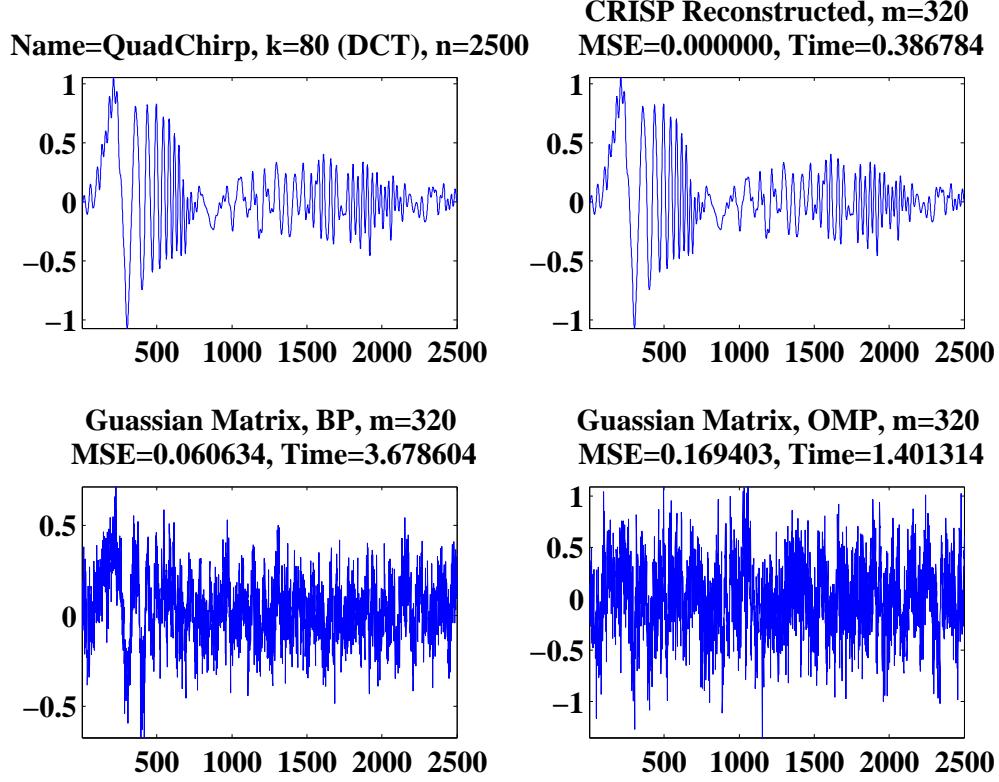 Name=QuadChirp, k=80 (DCT), n=2500
1
0.5
0
−0.5
−1
500 1000 1500 2000 2500
CRISP Reconstructed, m=320
MSE=0.000000, Time=0.386784
1
0.5
0
−0.5
−1
500 1000 1500 2000 2500
Guassian Matrix, BP, m=320
MSE=0.060634, Time=3.678604
0.5
0
−0.5
500 1000 1500 2000 2500
Guassian Matrix, OMP, m=320
MSE=0.169403, Time=1.401314
1
0.5
0
−0.5
−1
500 1000 1500 2000 2500